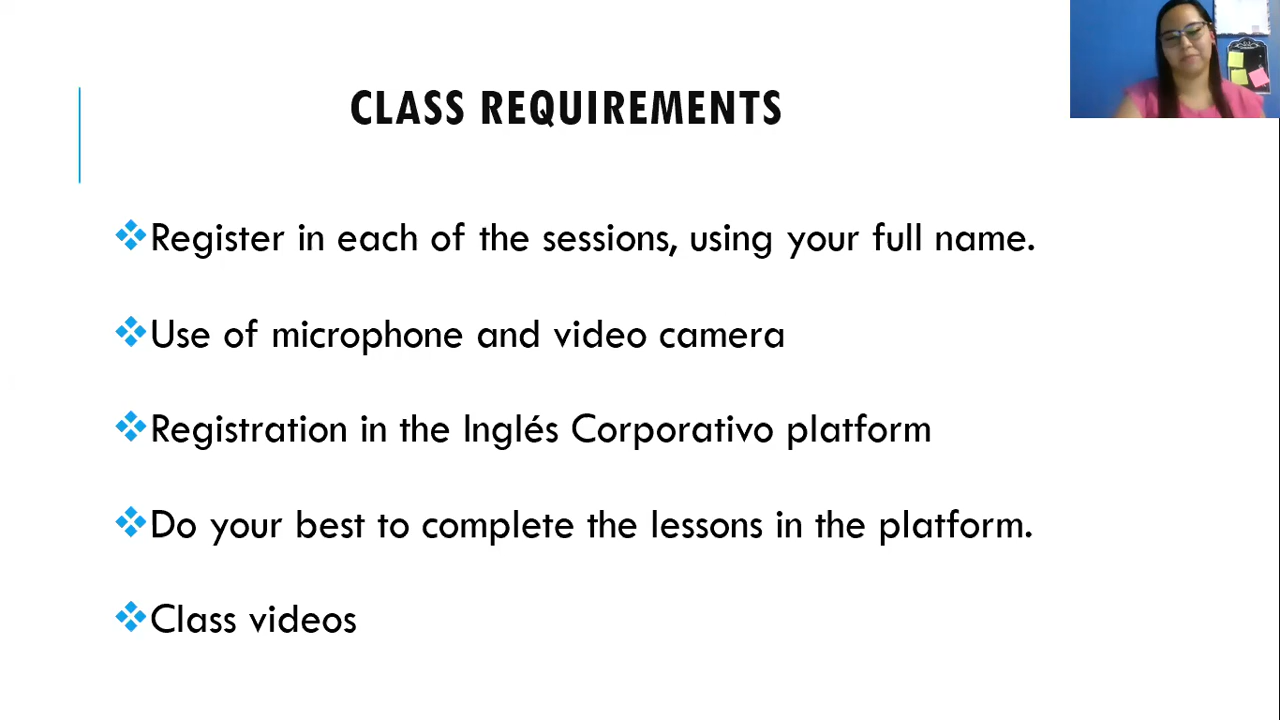 CLASS REQUIREMENTS
Register in each of the sessions, using your full name.
Use of microphone and video camera
Registration in the Inglés Corporativo platform
Do your best to complete the lessons in the platform.
Class videos